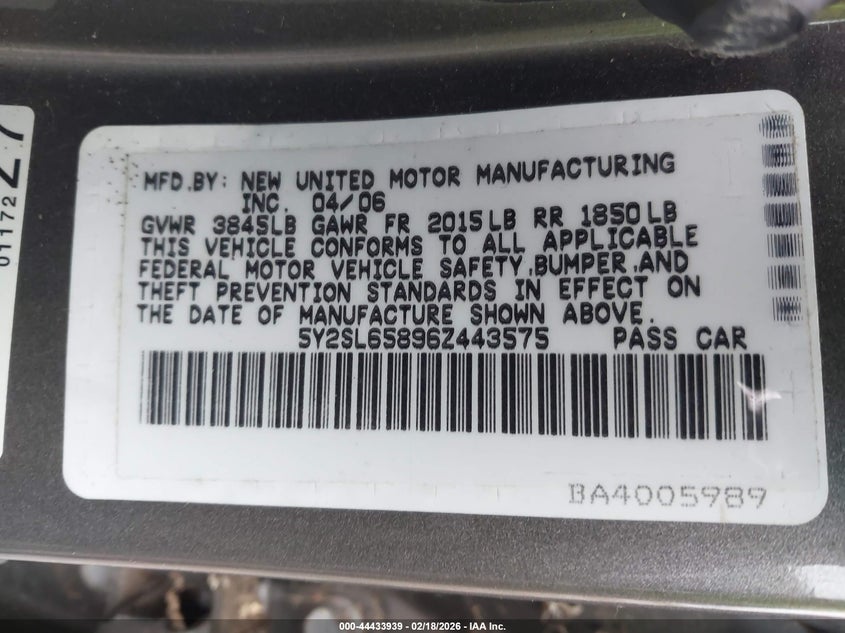 27
01172
MFD.BY: NEW UNITED MOTOR MANUFACTURING
INC. 04/06
GVWR 3845LB GAWR FR 2015LB RR 1850LB
THIS VEHICLE CONFORMS TO ALL APPLICABLE
FEDERAL MOTOR VEHICLE SAFETY,BUMPER,AND
THEFT PREVENTION STANDARDS IN EFFECT ON
THE DATE OF MANUFACTURE SHOWN ABOVE.
5Y2SL65896Z443575 PASS CAR
BA4005989
000-44433939 - 02/18/2026 - IAA Inc.